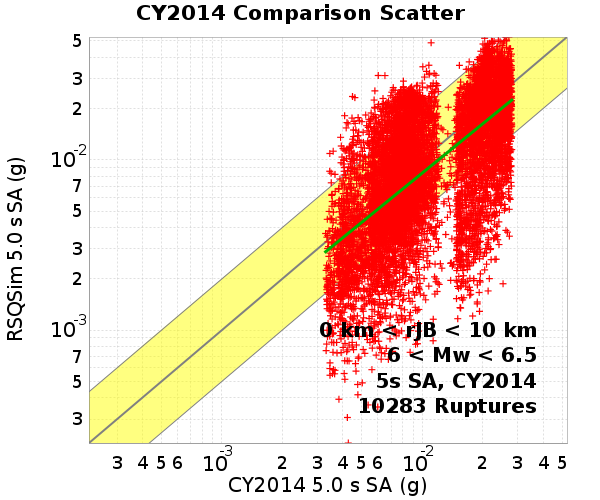 CY2014 Comparison Scatter
RSQSim 5.0 s SA (g)
5
3
2
10-2
7
5
3
2
10-3
7
5
3
0 km < rJB < 10 km
6 < Mw < 6.5
5s SA, CY2014
10283 Ruptures
3 4 5 6 10-3 2 3 4 5 6 10-2 2 3 4 5
CY2014 5.0 s SA (g)